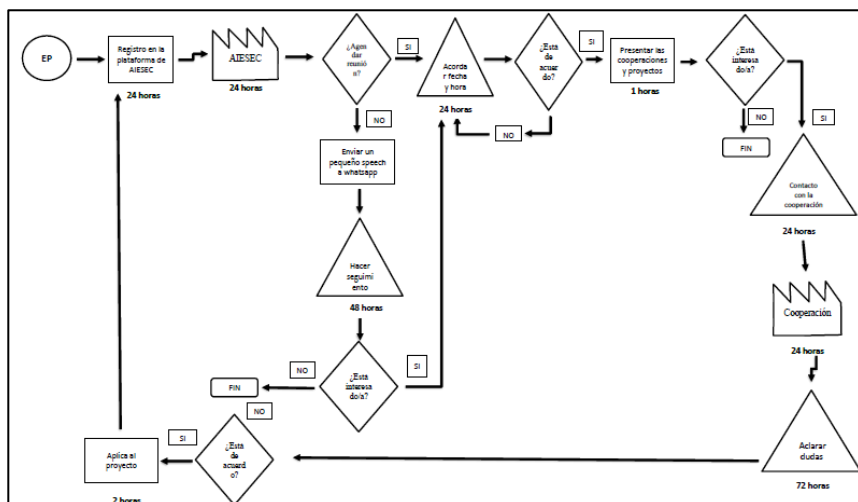 EP
Registro en la
plataforma de
AIESEC
24 horas
AIESEC
24 horas
¿Agen
dar
reunió
n?
SI
NO
Acorda
r fecha
y hora
24 horas
¿Está
de
acuer
do?
SI
NO
Presentar las
cooperaciones
y proyectos
1 horas
¿Está
interesa
do/a?
NO
FIN
SI
Contacto
con la
cooperación
24 horas
Cooperación
24 horas
Aclarar
dudas
72 horas
Enviar un
pequeño speech
a whatsapp
Hacer
seguimi
ento
48 horas
¿Está
interesa
do/a?
SI
NO
FIN
NO
¿Está
de
acuerd
o?
SI
Aplica al
proyecto
2 horas